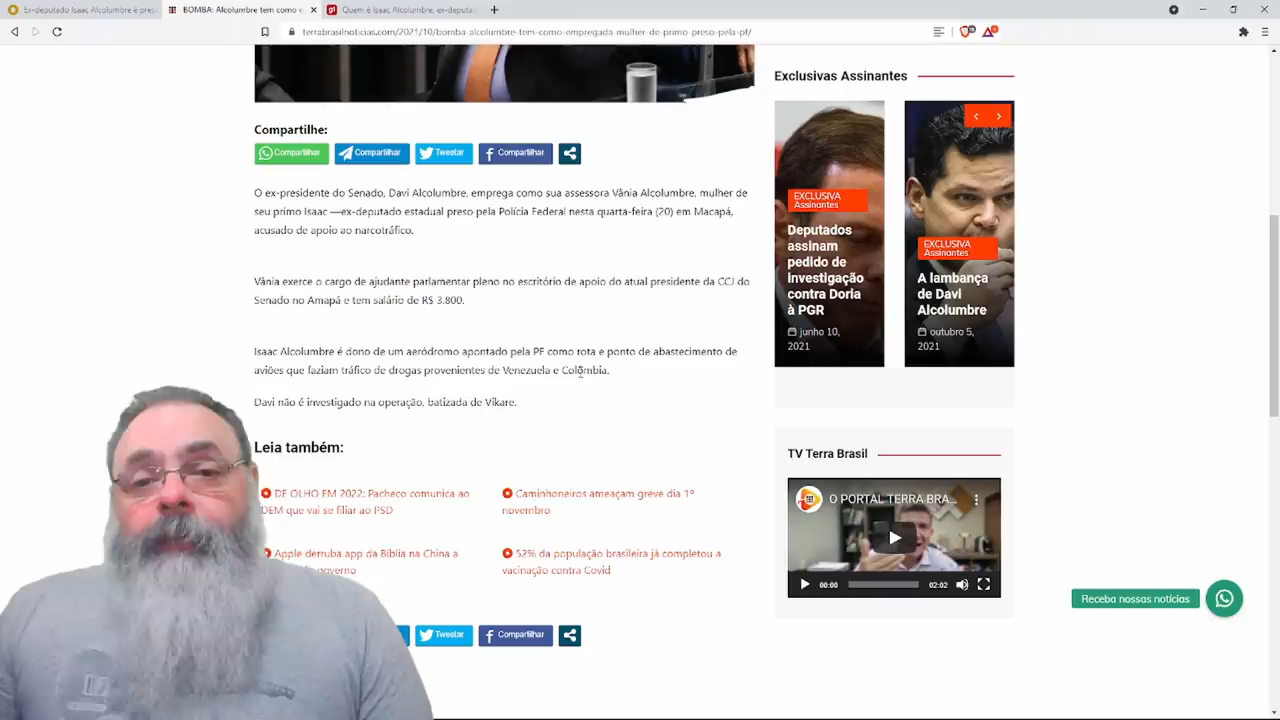 Ex-deputado Isaac Alcolumbre é pres
BOMBA: Alcolumbre tem como e
Quem é Isaac Alcolumbre, ex-deputa
terrabrasilnoticias.com/2021/10/bomba-alcolumbre-tem-como-empregada-mulher-de-primo-preso-pela-pf/
Compartilhe:
Compartilhar
Compartilhar
Tweetar
Compartilhar
O ex-presidente do Senado, Davi Alcolumbre, emprega como sua assessora Vânia Alcolumbre, mulher de
seu primo Isaac —ex-deputado estadual preso pela Polícia Federal nesta quarta-feira (20) em Macapá,
acusado de apoio ao narcotráfico.
Vânia exerce o cargo de ajudante parlamentar pleno no escritório de apoio do atual presidente da CCJ do
Senado no Amapá e tem salário de R$ 3.800.
Isaac Alcolumbre é dono de um aeródromo apontado pela PF como rota e ponto de abastecimento de
aviões que faziam tráfico de drogas provenientes de Venezuela e Colômbia.
Davi não é investigado na operação, batizada de Vikare.
Leia também:
DE OLHO EM 2022: Pacheco comunica ao
DEM que vai se filiar ao PSD
Caminhoneiros ameaçam greve dia 1º
novembro
Apple derruba app da Bíblia na China a
governo
52% da população brasileira já completou a
vacinação contra Covid
Tweetar
Compartilhar
Exclusivas Assinantes
EXCLUSIVA
Assinantes
Deputados
assinam
pedido de
investigação
contra Doria
à PGR
junho 10,
2021
EXCLUSIVA
Assinantes
A lambança
de Davi
Alcolumbre
outubro 5,
2021
TV Terra Brasil
O PORTAL TERRA BRA...
00:00
02:02
Receba nossas notícias